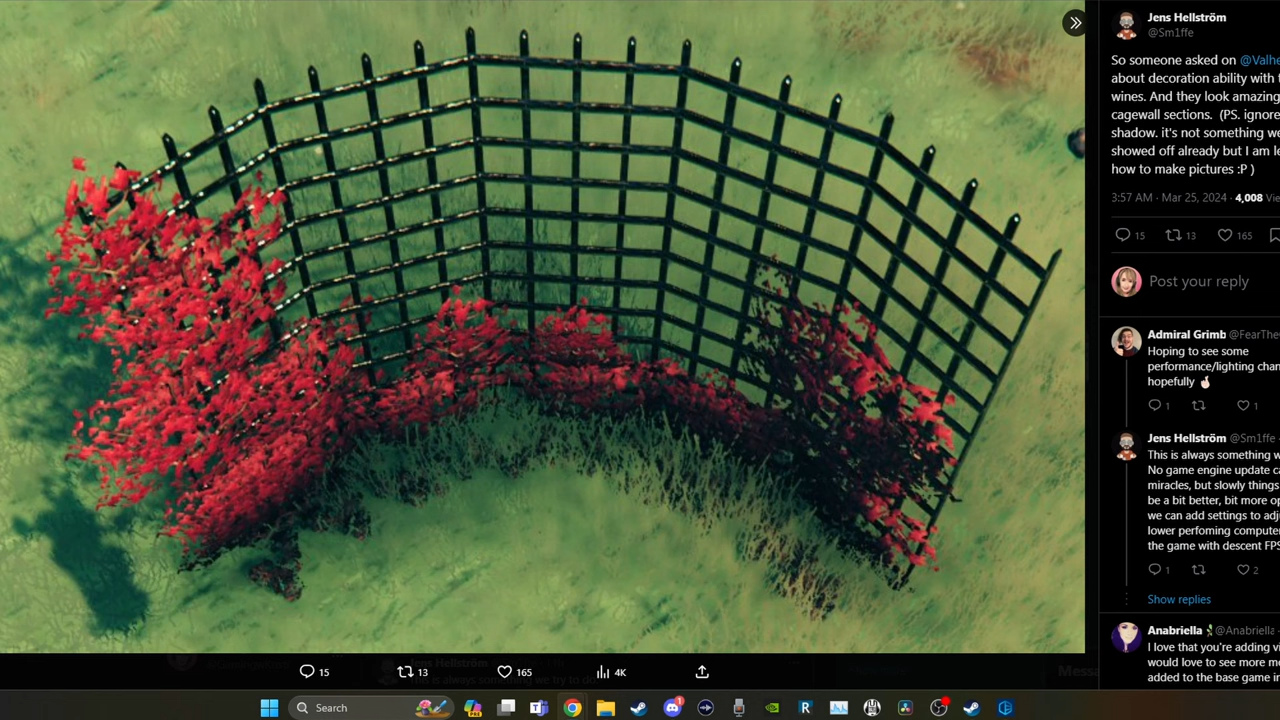 Jens Hellström
@Sm1ffe
So someone asked on @Valhe
about decoration ability with t
wines. And they look amazing
cagewall sections. (PS. ignore
shadow. it's not something we
showed off already but I am le
how to make pictures :P )
3:57 AM · Mar 25, 2024 · 4,008 Vie
15 13 165
Post your reply
Admiral Grimb @FearThe
Hoping to see some
performance/lighting chan
hopefully
1 1
Jens Hellström @Sm1ffe ·
This is always something w
No game engine update ca
miracles, but slowly things
be a bit better, bit more op
we can add settings to adj
lower perfoming compute
the game with descent FPS
1 2
Show replies
Anabriella @Anabriella
I love that you're adding vi
would love to see more m
added to the base game in
15 13 165 4K
Search